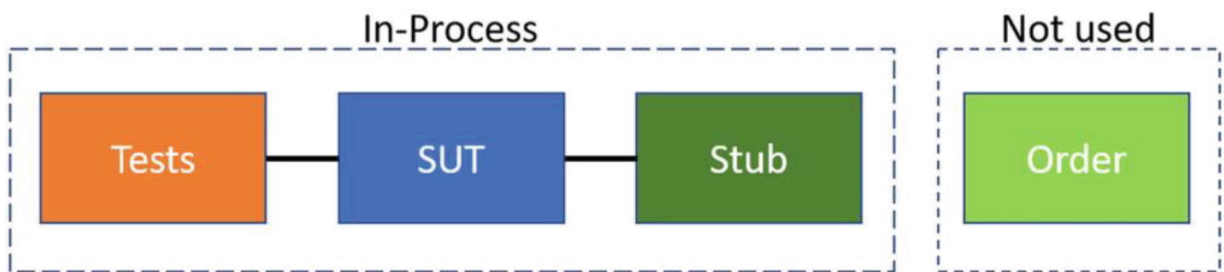 In-Process
Not used
Tests
SUT
Stub
Order